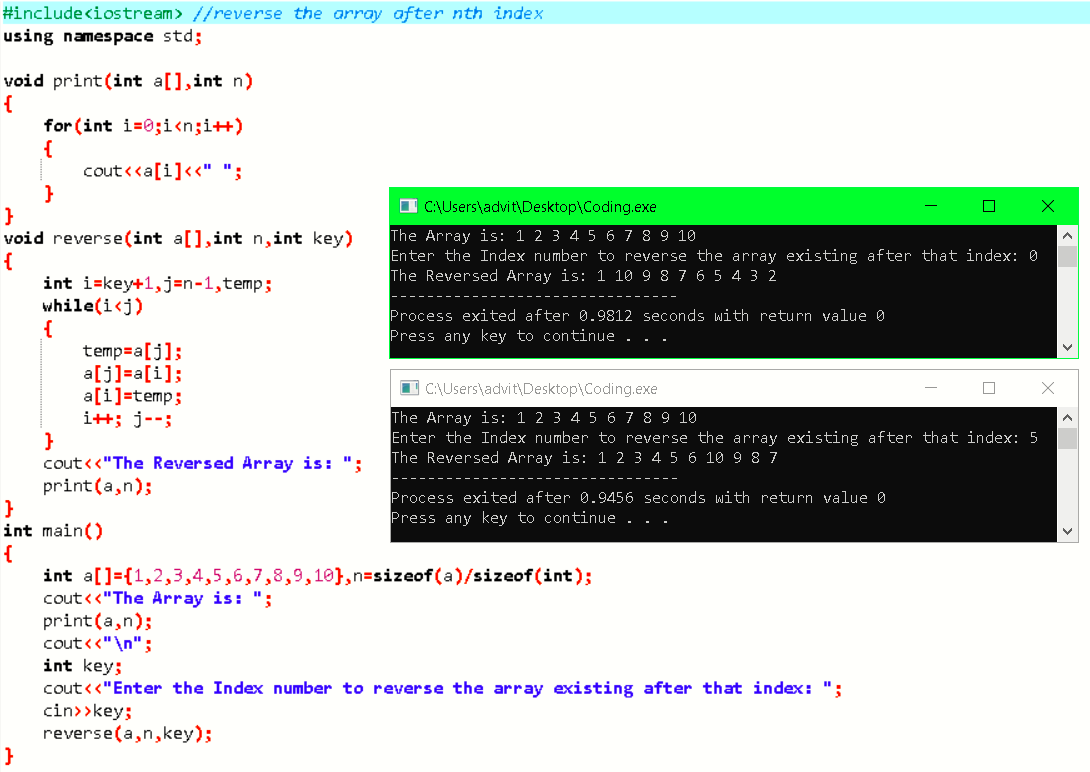 #include<iostream> //reverse the array after nth index
using namespace std;
void print(int a[],int n)
{
for(int i=0;i<n;i++)
{
cout<<a[i]<<" ";
}
}
void reverse(int a[],int n,int key)
{
int i=key+1,j=n-1,temp;
while(i<j)
{
temp=a[j];
a[j]=a[i];
a[i]=temp;
i++; j--;
}
cout<<"The Reversed Array is: ";
print(a,n);
}
int main()
{
int a[]={1,2,3,4,5,6,7,8,9,10},n=sizeof(a)/sizeof(int);
cout<<"The Array is: ";
print(a,n);
cout<<"\n";
int key;
cout<<"Enter the Index number to reverse the array existing after that index: ";
cin>>key;
reverse(a,n,key);
}
C:\Users\advit\Desktop\Coding.exe
The Array is: 1 2 3 4 5 6 7 8 9 10
Enter the Index number to reverse the array existing after that index: 0
The Reversed Array is: 1 10 9 8 7 6 5 4 3 2
--------------------------------
Process exited after 0.9812 seconds with return value 0
Press any key to continue . . .
C:\Users\advit\Desktop\Coding.exe
The Array is: 1 2 3 4 5 6 7 8 9 10
Enter the Index number to reverse the array existing after that index: 5
The Reversed Array is: 1 2 3 4 5 6 10 9 8 7
--------------------------------
Process exited after 0.9456 seconds with return value 0
Press any key to continue . . .